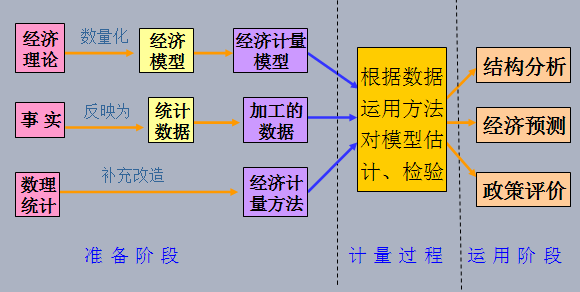 经济
理论
数量化
经济
模型
经济计量
模型
事 实
反映为
统计
数据
加工的
数据
数理
统计
补充改造
经济计
量方法
根据数据
运用方法
对模型估
计、检验
结构分析
经济预测
政策评价
准 备 阶 段
计 量 过 程
运 用 阶 段